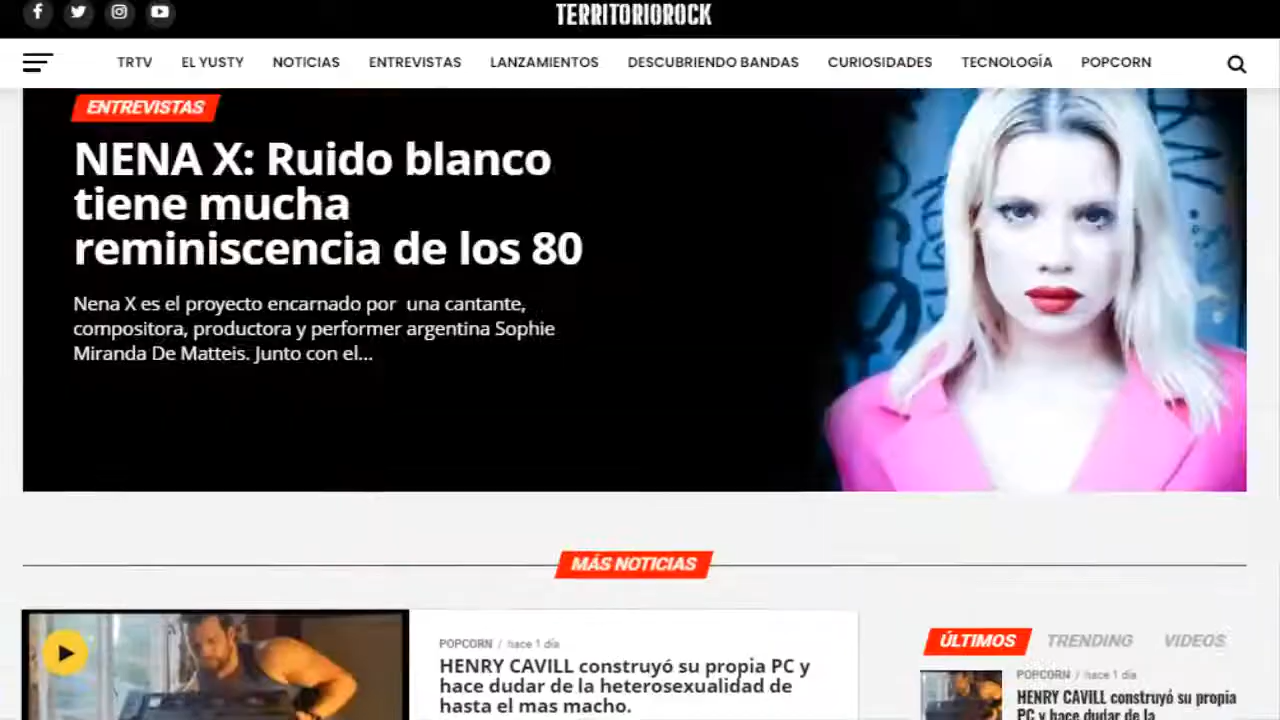 TERRITORIOROCK
TRTV EL YUSTY NOTICIAS ENTREVISTAS LANZAMIENTOS DESCUBRIENDO BANDAS CURIOSIDADES TECNOLOGÍA POPCORN
ENTREVISTAS
NENA X: Ruido blanco
tiene mucha
reminiscencia de los 80
Nena X es el proyecto encarnado por una cantante,
compositora, productora y performer argentina Sophie
Miranda De Matteis. Junto con el...
MÁS NOTICIAS
POPCORN / hace 1 día
HENRY CAVILL construyó su propia PC y
hace dudar de la heterosexualidad de
hasta el mas macho.
ÚLTIMOS TRENDING VIDEOS
POPCORN / hace 1 día
HENRY CAVILL construyó su propia
PC y hace dudar de la